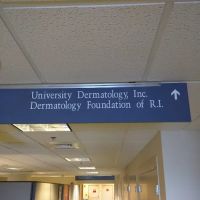 University Dermatology, Inc.
Dermatology Foundation of R.I.